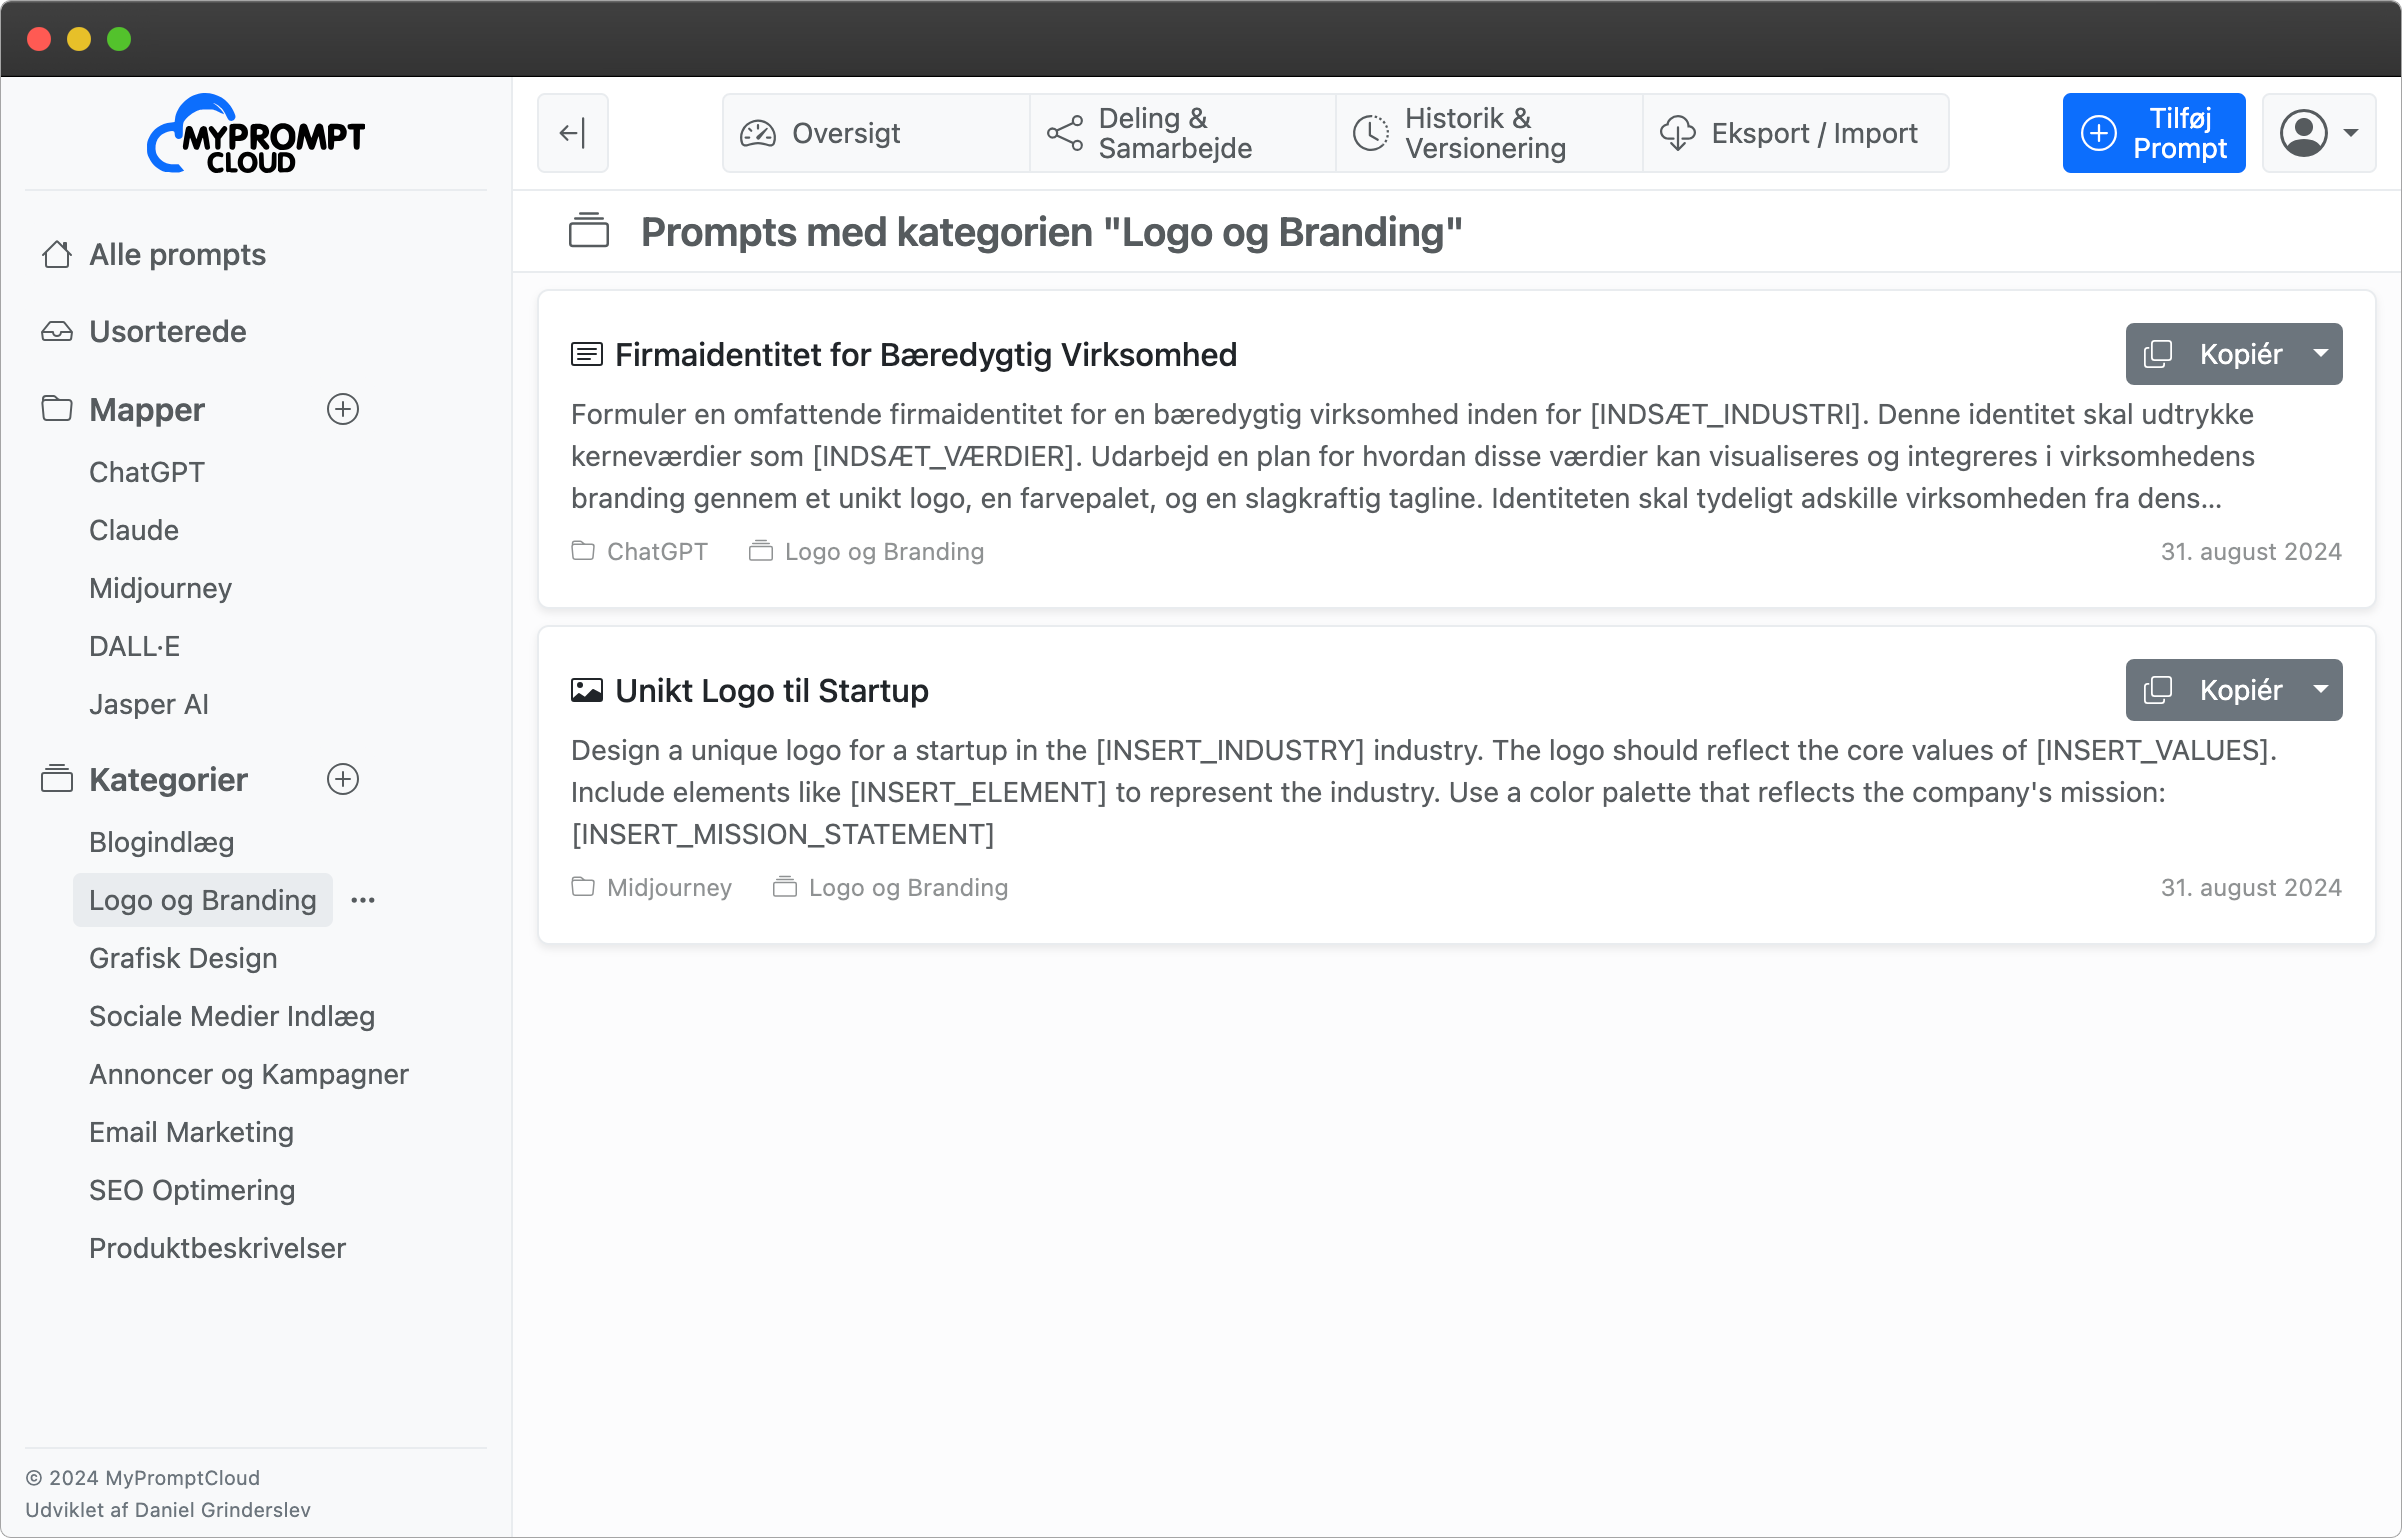 MYPROMPT
CLOUD
Alle prompts
Usorterede
Mapper
ChatGPT
Claude
Midjourney
DALL·E
Jasper AI
Kategorier
Blogindlæg
Logo og Branding
Grafisk Design
Sociale Medier Indlæg
Annoncer og Kampagner
Email Marketing
SEO Optimering
Produktbeskrivelser
© 2024 MyPromptCloud
Udviklet af Daniel Grinderslev
Oversigt
Deling &
Samarbejde
Historik &
Versionering
Eksport / Import
Tilføj
Prompt
Prompts med kategorien "Logo og Branding"
Firmaidentitet for Bæredygtig Virksomhed
Kopiér
Formuler en omfattende firmaidentitet for en bæredygtig virksomhed inden for [INDSÆT_INDUSTRI]. Denne identitet skal udtrykke
kerneværdier som [INDSÆT_VÆRDIER]. Udarbejd en plan for hvordan disse værdier kan visualiseres og integreres i virksomhedens
branding gennem et unikt logo, en farvepalet, og en slagkraftig tagline. Identiteten skal tydeligt adskille virksomheden fra dens...
ChatGPT Logo og Branding 31. august 2024
Unikt Logo til Startup
Kopiér
Design a unique logo for a startup in the [INSERT_INDUSTRY] industry. The logo should reflect the core values of [INSERT_VALUES].
Include elements like [INSERT_ELEMENT] to represent the industry. Use a color palette that reflects the company's mission:
[INSERT_MISSION_STATEMENT]
Midjourney Logo og Branding 31. august 2024